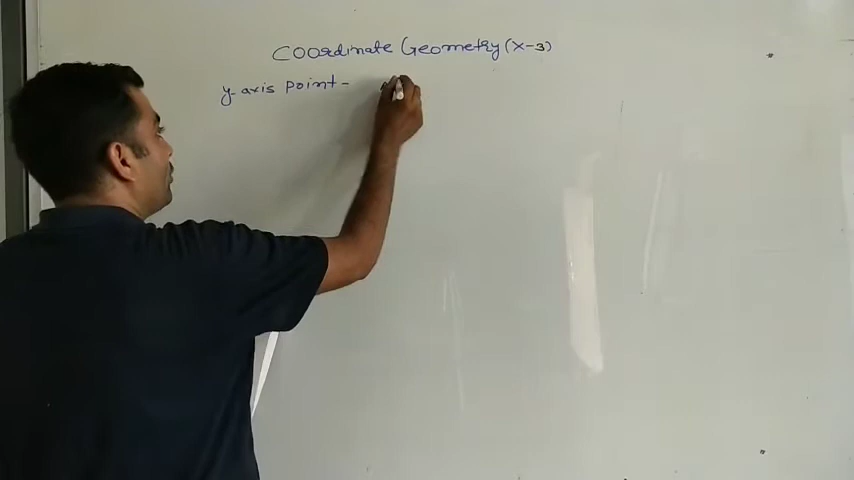 Coordinate Geometry (X-3)
y-axis point-